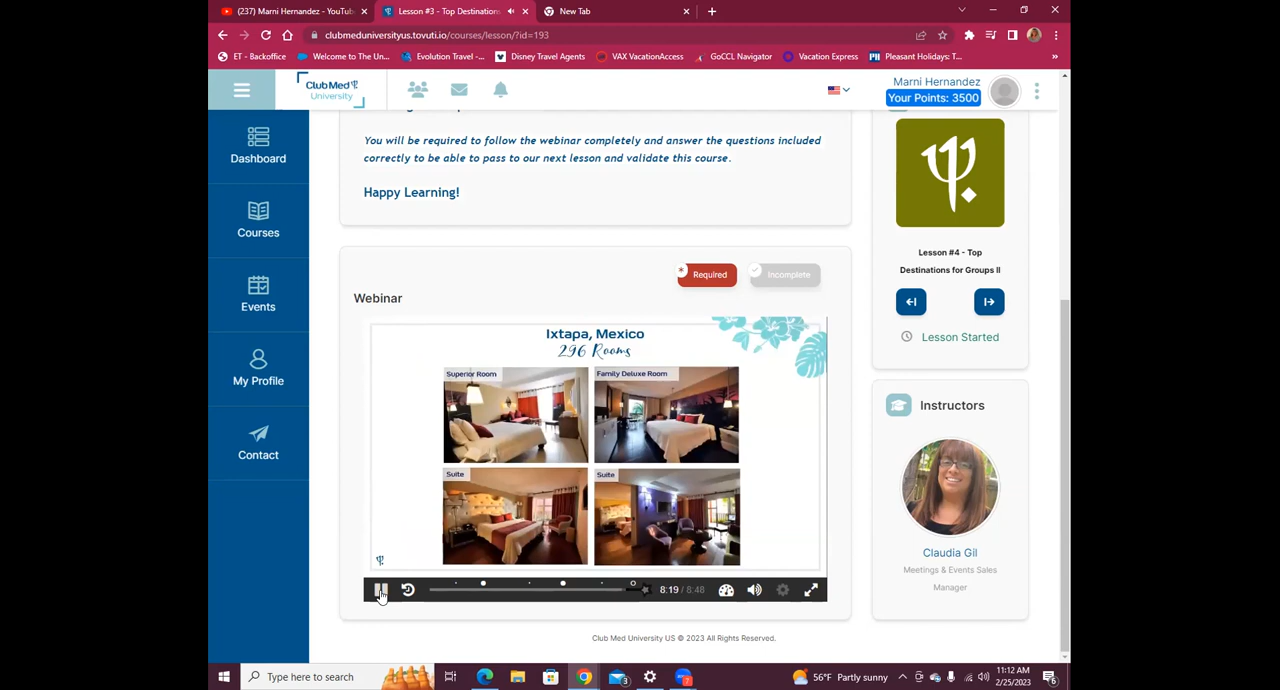 (237) Marni Hernandez - YouTube
Lesson #3 - Top Destinations
New Tab
clubmeduniversityus.tovuti.io/courses/lesson/?id=193
ET - Backoffice
Welcome to The Un...
Evolution Travel -...
Disney Travel Agents
VAX VacationAccess
GoCCL Navigator
Vacation Express
Pleasant Holidays: T...
»
Club Med
University
Marni Hernandez
Your Points: 3500
Dashboard
Courses
Events
My Profile
Contact
You will be required to follow the webinar completely and answer the questions included
correctly to be able to pass to our next lesson and validate this course.
Happy Learning!
Required
Incomplete
Webinar
Ixtapa, Mexico
296 Rooms
Superior Room
Family Deluxe Room
Suite
Suite
8:19 / 8:48
Lesson #4 - Top
Destinations for Groups II
Lesson Started
Instructors
Claudia Gil
Meetings & Events Sales
Manager
Club Med University US © 2023 All Rights Reserved.
Type here to search
56°F Partly sunny
11:12 AM
2/25/2023